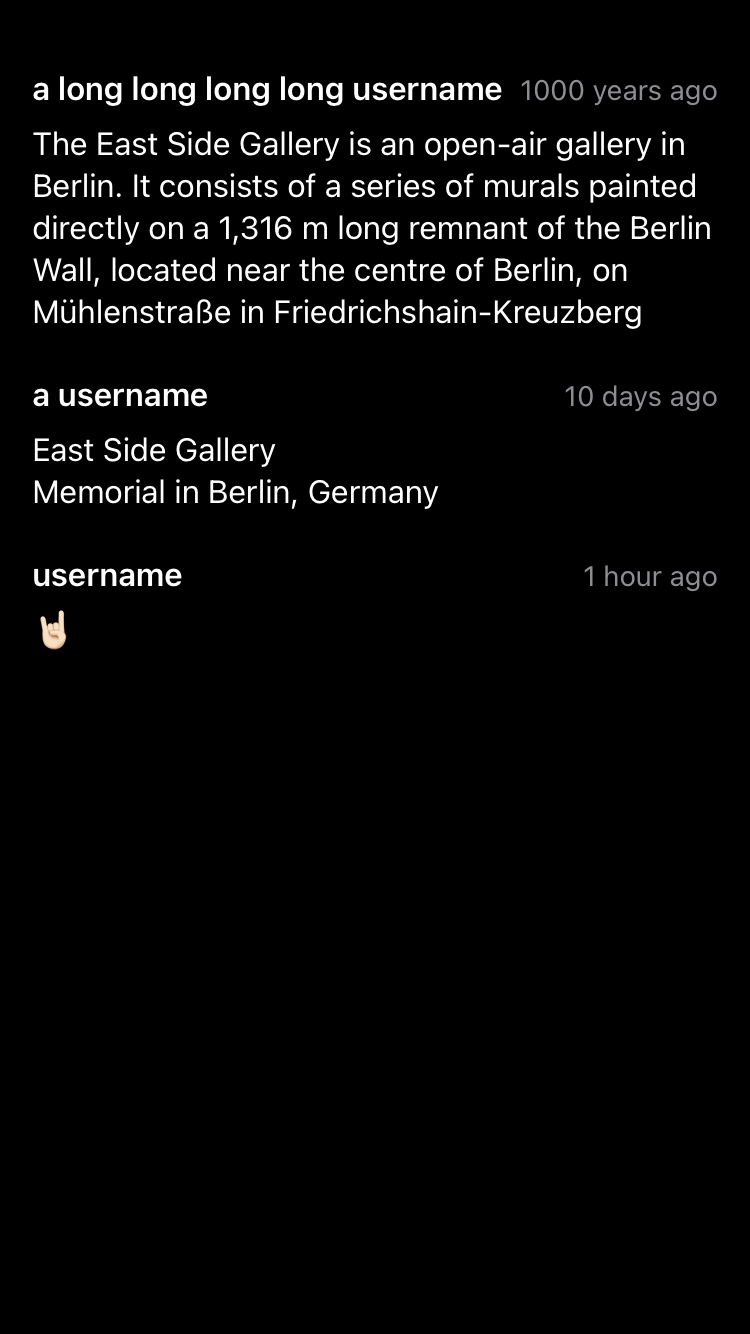 a long long long long username 1000 years ago
The East Side Gallery is an open-air gallery in
Berlin. It consists of a series of murals painted
directly on a 1,316 m long remnant of the Berlin
Wall, located near the centre of Berlin, on
Mühlenstraße in Friedrichshain-Kreuzberg
a username 10 days ago
East Side Gallery
Memorial in Berlin, Germany
username 1 hour ago
🤘🏻